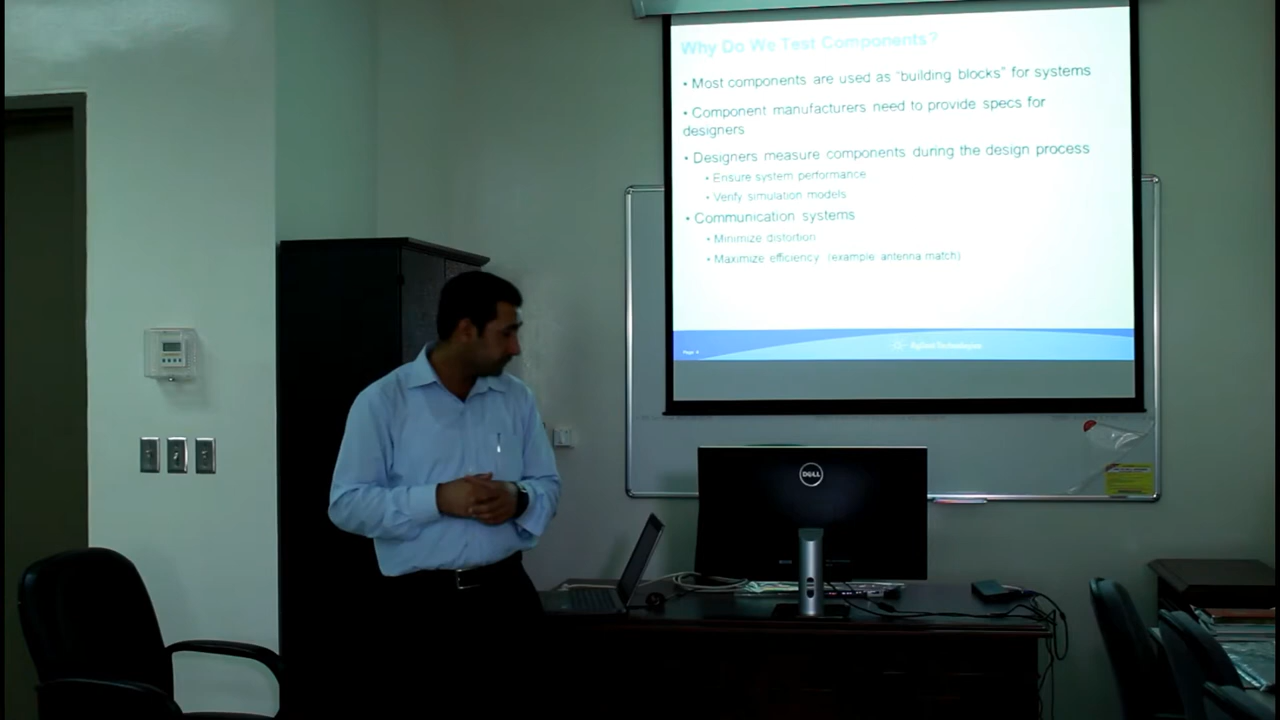 Why Do We Test Components?
• Most components are used as "building blocks" for systems
• Component manufacturers need to provide specs for
designers
• Designers measure components during the design process
• Ensure system performance
• Verify simulation models
• Communication systems
• Minimize distortion
• Maximize efficiency (example antenna match)
Agilent Technologies
DELL